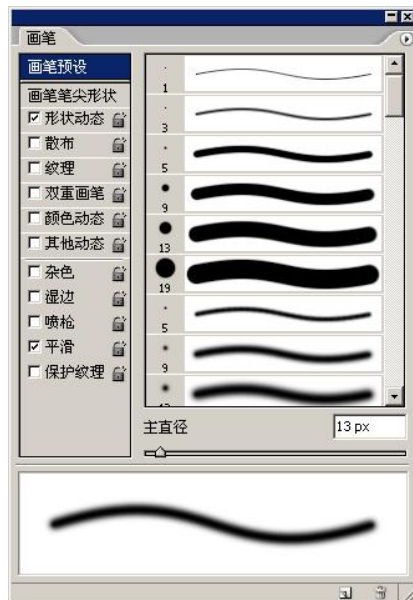 画笔
画笔预设
画笔笔尖形状
形状动态
散布
纹理
双重画笔
颜色动态
其他动态
杂色
湿边
喷枪
平滑
保护纹理
1
3
5
9
13
19
5
9
主直径
13 px